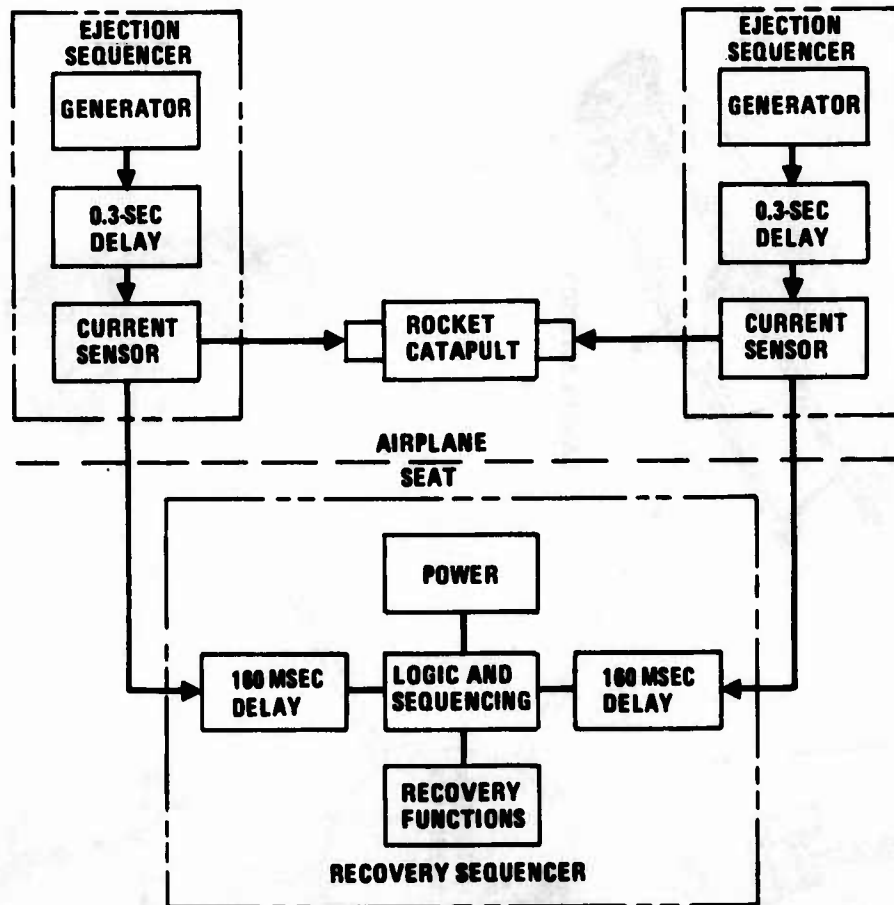 EJECTION
SEQUENCER
GENERATOR
0.3-SEC
DELAY
CURRENT
SENSOR
ROCKET
CATAPULT
EJECTION
SEQUENCER
GENERATOR
0.3-SEC
DELAY
CURRENT
SENSOR
AIRPLANE
SEAT
POWER
160 MSEC
DELAY
LOGIC AND
SEQUENCING
160 MSEC
DELAY
RECOVERY
FUNCTIONS
RECOVERY SEQUENCER